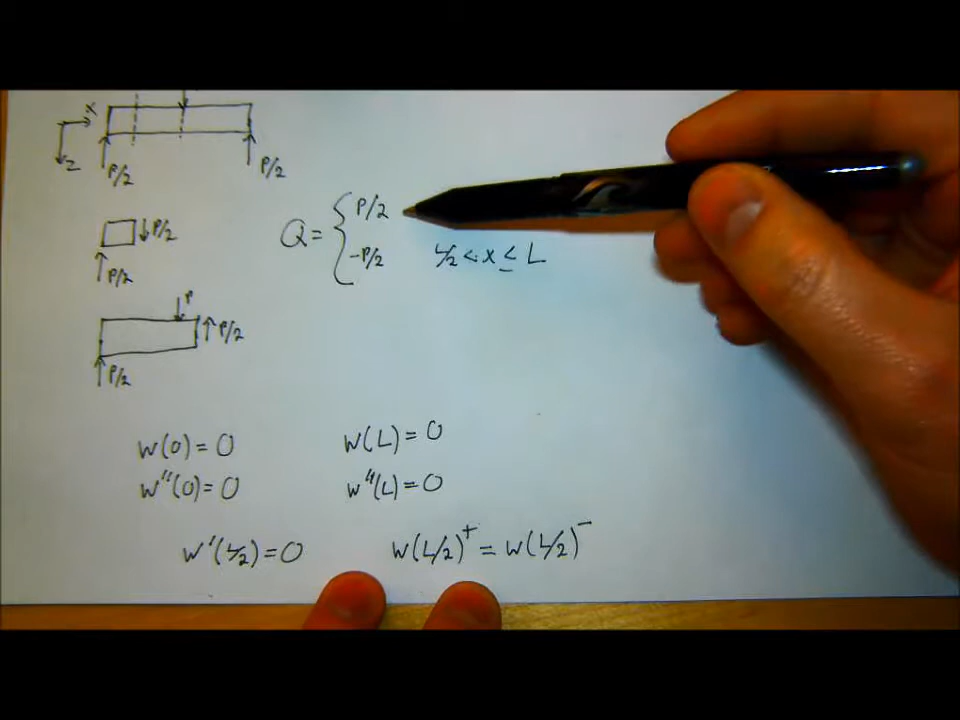 x
z
P/2 P/2
Q = { P/2
-P/2 L/2 < x ≤ L
P/2
P/2
P
P/2
P/2
w(0) = 0 w(L) = 0
w''(0) = 0 w''(L) = 0
w'(L/2) = 0 w(L/2)⁺ = w(L/2)⁻